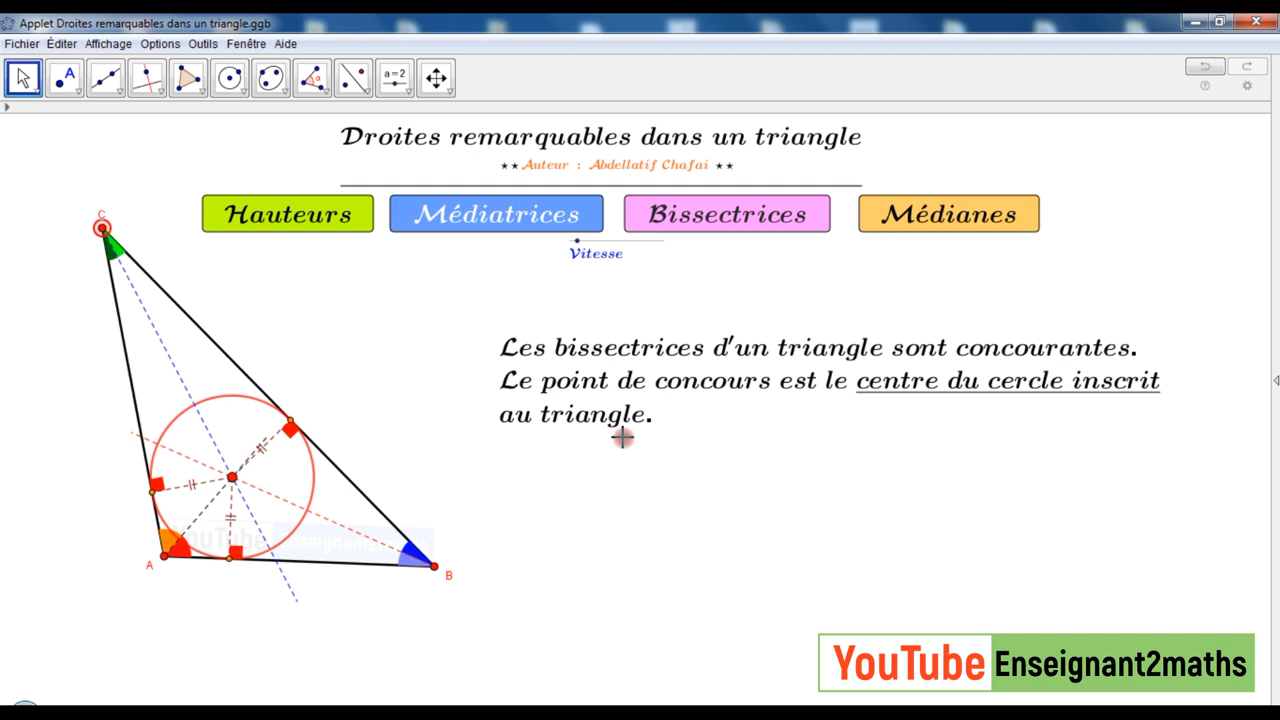 Applet Droites remarquables dans un triangle.ggb
Fichier Éditer Affichage Options Outils Fenêtre Aide
A
α
a=2
Droites remarquables dans un triangle
★★ Auteur : Abdellatif Chafai ★★
Hauteurs Médiatrices Bissectrices Médianes
Vitesse
C
Les bissectrices d'un triangle sont concourantes.
Le point de concours est le centre du cercle inscrit
au triangle.
YouTube Enseignant2maths
A
B
YouTube Enseignant2maths